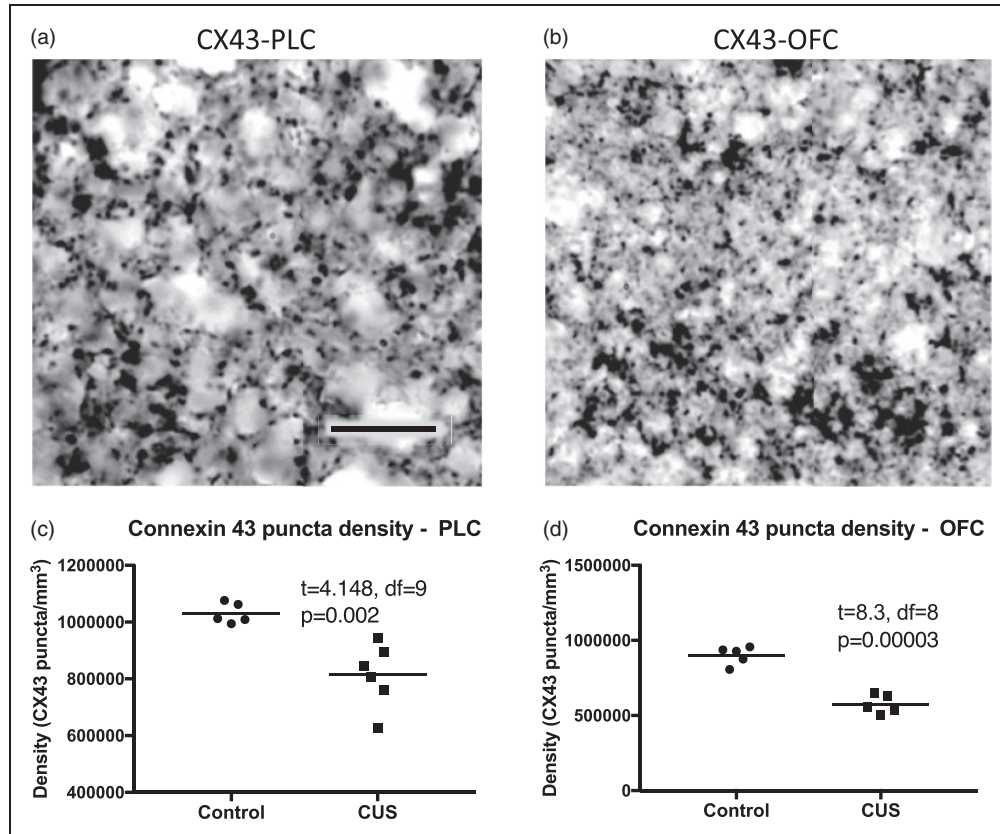 (a)
CX43-PLC
(b)
CX43-OFC
(c)
Connexin 43 puncta density - PLC
Density (CX43 puncta/mm³)
1200000
1000000
800000
600000
400000
t=4.148, df=9
p=0.002
Control
CUS
(d)
Connexin 43 puncta density - OFC
Density (CX43 puncta/mm³)
1500000
1000000
500000
0
t=8.3, df=8
p=0.00003
Control
CUS